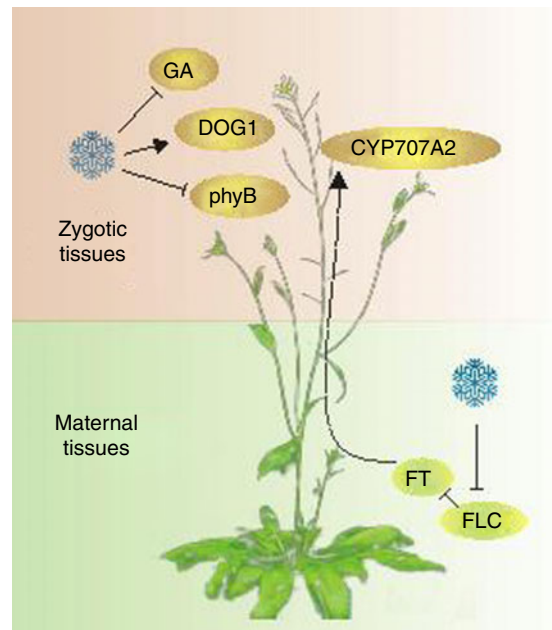 GA
DOG1
CYP707A2
phyB
Zygotic
tissues
Maternal
tissues
FT
FLC